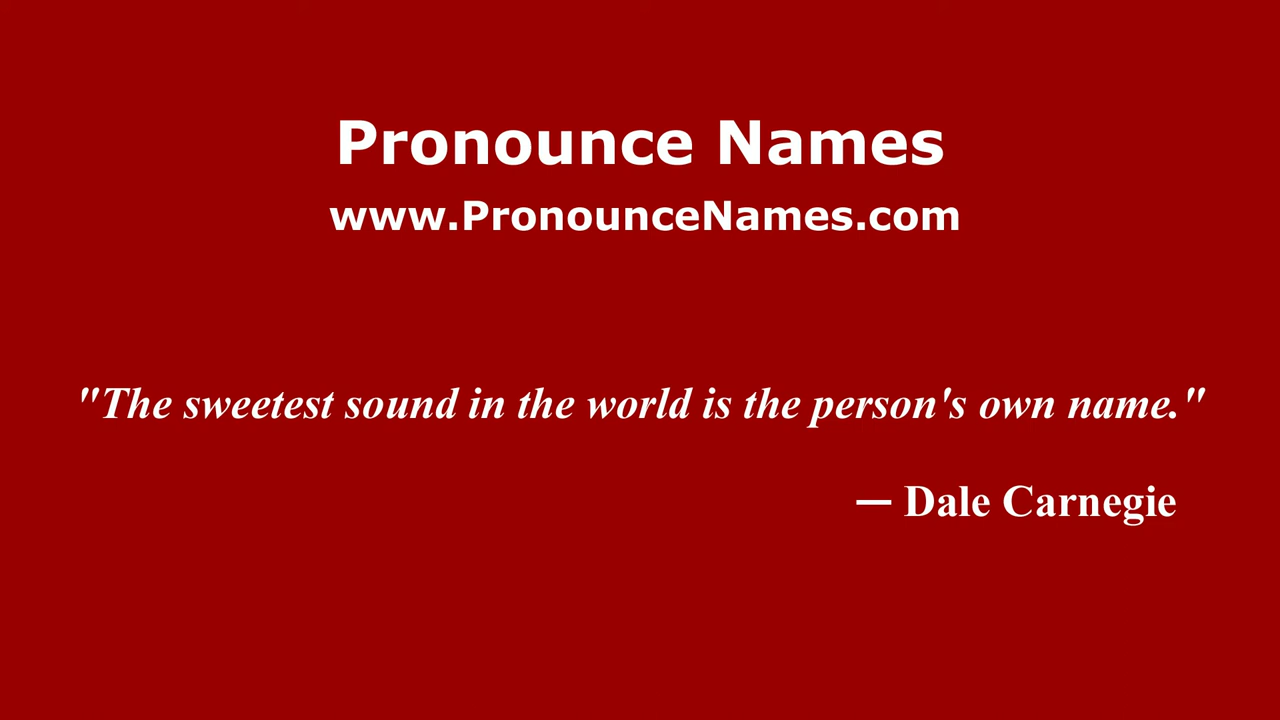 Pronounce Names
www.PronounceNames.com
"The sweetest sound in the world is the person's own name."
— Dale Carnegie